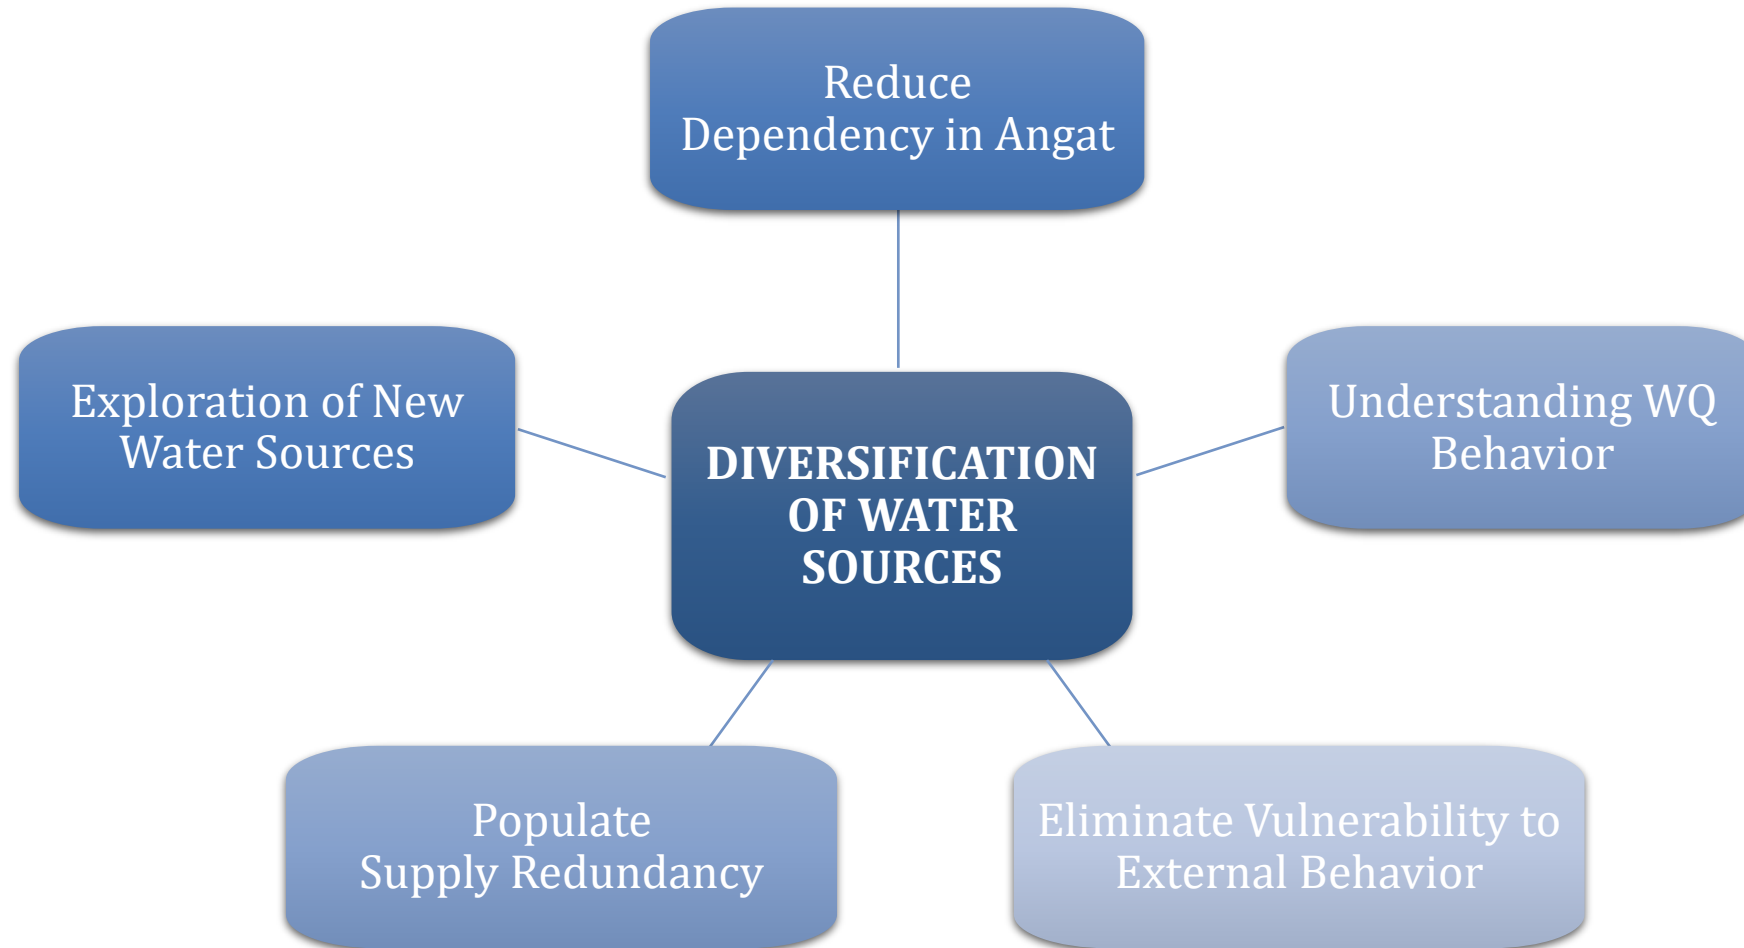 Reduce
Dependency in Angat
Exploration of New
Water Sources
DIVERSIFICATION
OF WATER
SOURCES
Understanding WQ
Behavior
Populate
Supply Redundancy
Eliminate Vulnerability to
External Behavior